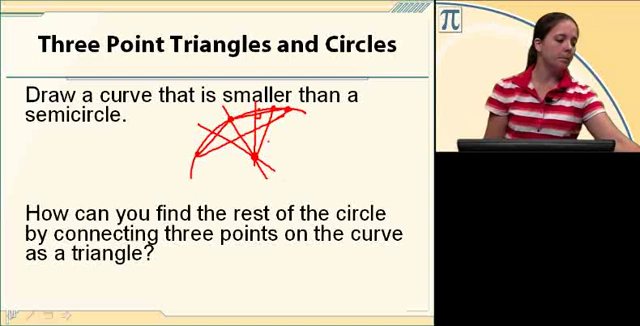 π
Three Point Triangles and Circles
Draw a curve that is smaller than a
semicircle.
How can you find the rest of the circle
by connecting three points on the curve
as a triangle?